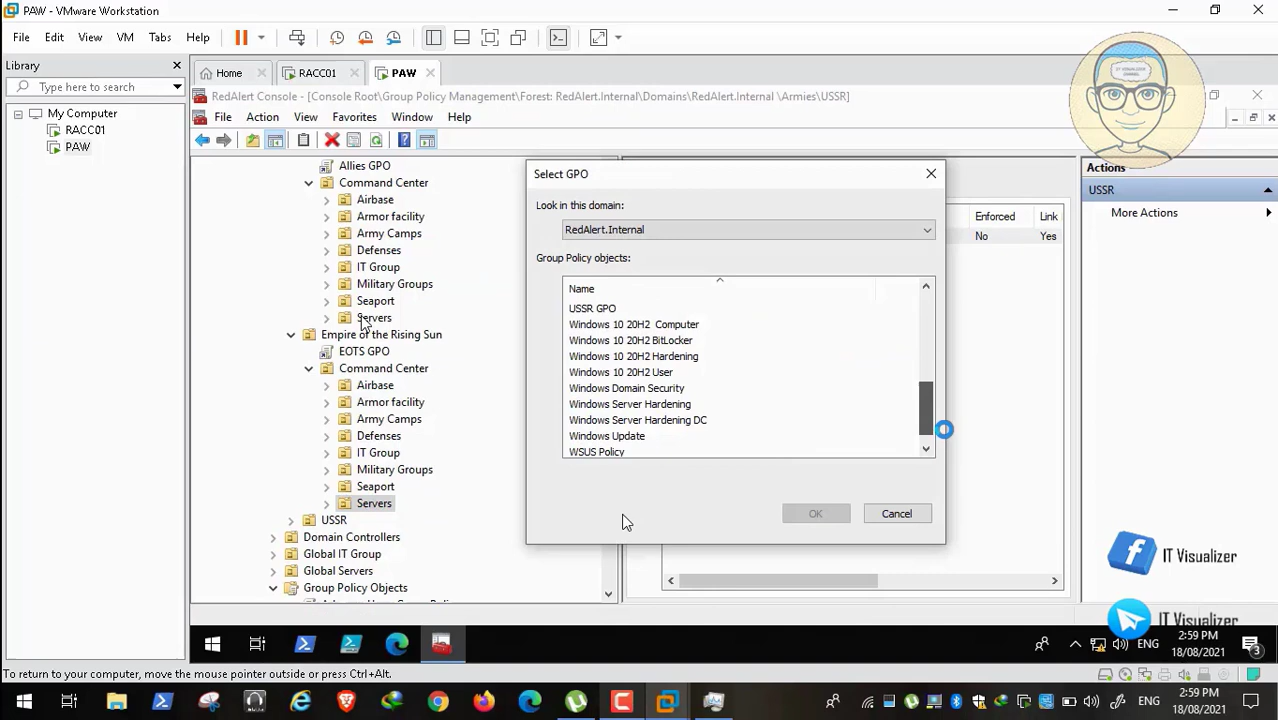 PAW - VMware Workstation
File Edit View VM Tabs Help
Library
Type here to search
My Computer
RACC01
PAW
Home
RACC01
PAW
IT VISUALIZER
CHANNEL
RedAlert Console - [Console Root\Group Policy Management\Forest: RedAlert.Internal\Domains\RedAlert.Internal \Armies\USSR]
File Action View Favorites Window Help
Allies GPO
Command Center
Airbase
Armor facility
Army Camps
Defenses
IT Group
Military Groups
Seaport
Servers
Empire of the Rising Sun
EOTS GPO
Command Center
Airbase
Armor facility
Army Camps
Defenses
IT Group
Military Groups
Seaport
Servers
USSR
Domain Controllers
Global IT Group
Global Servers
Group Policy Objects
Select GPO
Look in this domain:
RedAlert.Internal
Group Policy objects:
Name
USSR GPO
Windows 10 20H2 Computer
Windows 10 20H2 BitLocker
Windows 10 20H2 Hardening
Windows 10 20H2 User
Windows Domain Security
Windows Server Hardening
Windows Server Hardening DC
Windows Update
WSUS Policy
OK
Cancel
Enforced Link
No Yes
Actions
USSR
More Actions
IT Visualizer
IT Visualizer
ENG
2:59 PM
18/08/2021
3
To return to your computer, move the mouse pointer outside or press Ctrl+Alt.
ENG
2:59 PM
18/08/2021